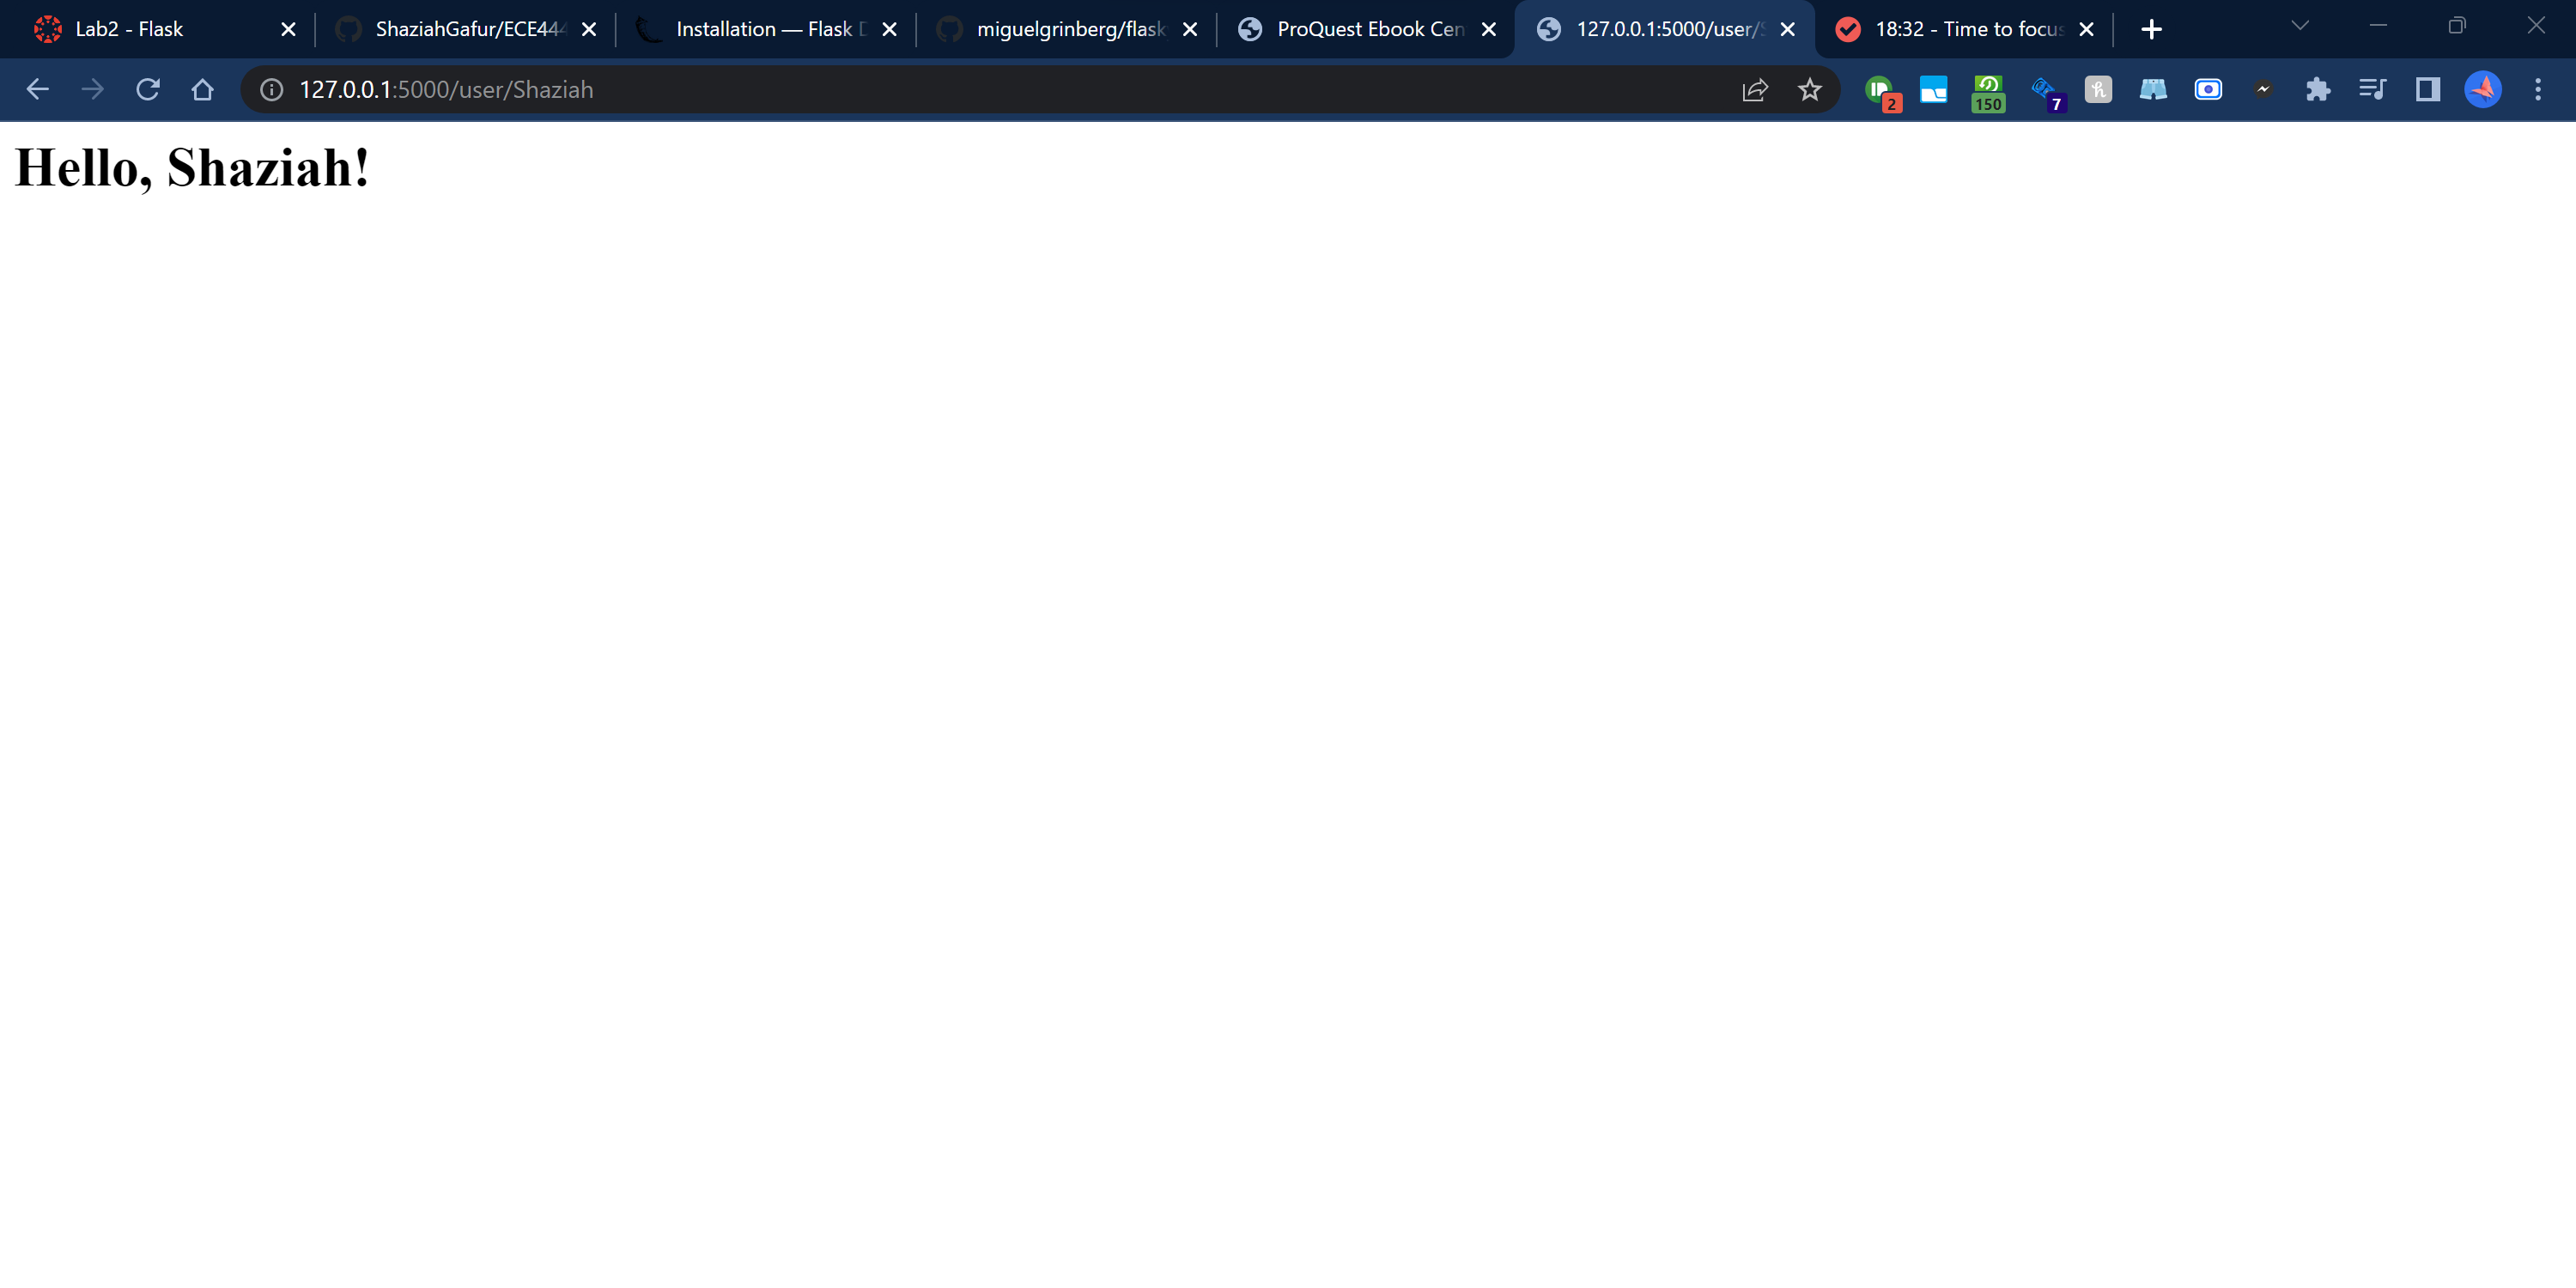 Lab2 - Flask
ShaziahGafur/ECE444
Installation — Flask D
miguelgrinberg/flask
ProQuest Ebook Cen
127.0.0.1:5000/user/S
18:32 - Time to focus
127.0.0.1:5000/user/Shaziah
2
150
7
Hello, Shaziah!